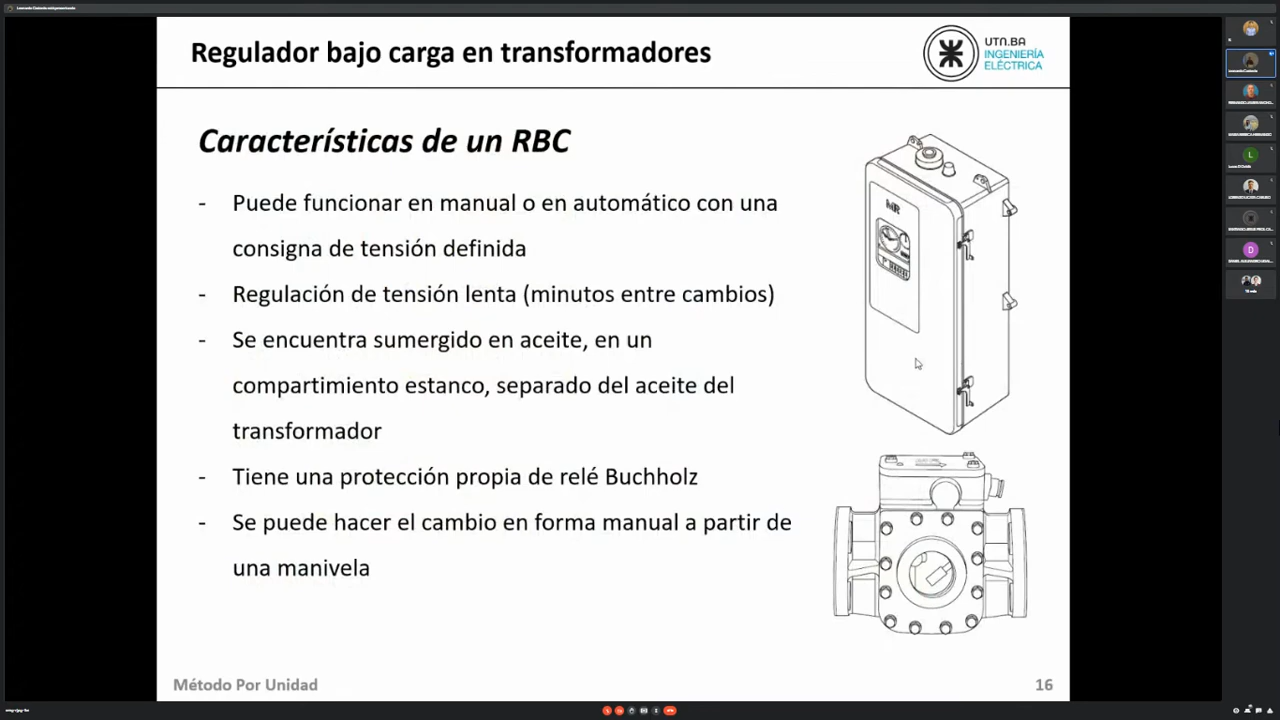 Regulador bajo carga en transformadores
UTN.BA
INGENIERÍA
ELÉCTRICA
Características de un RBC
- Puede funcionar en manual o en automático con una
consigna de tensión definida
- Regulación de tensión lenta (minutos entre cambios)
- Se encuentra sumergido en aceite, en un
compartimiento estanco, separado del aceite del
transformador
- Tiene una protección propia de relé Buchholz
- Se puede hacer el cambio en forma manual a partir de
una manivela
MR
L
D
Método Por Unidad
16